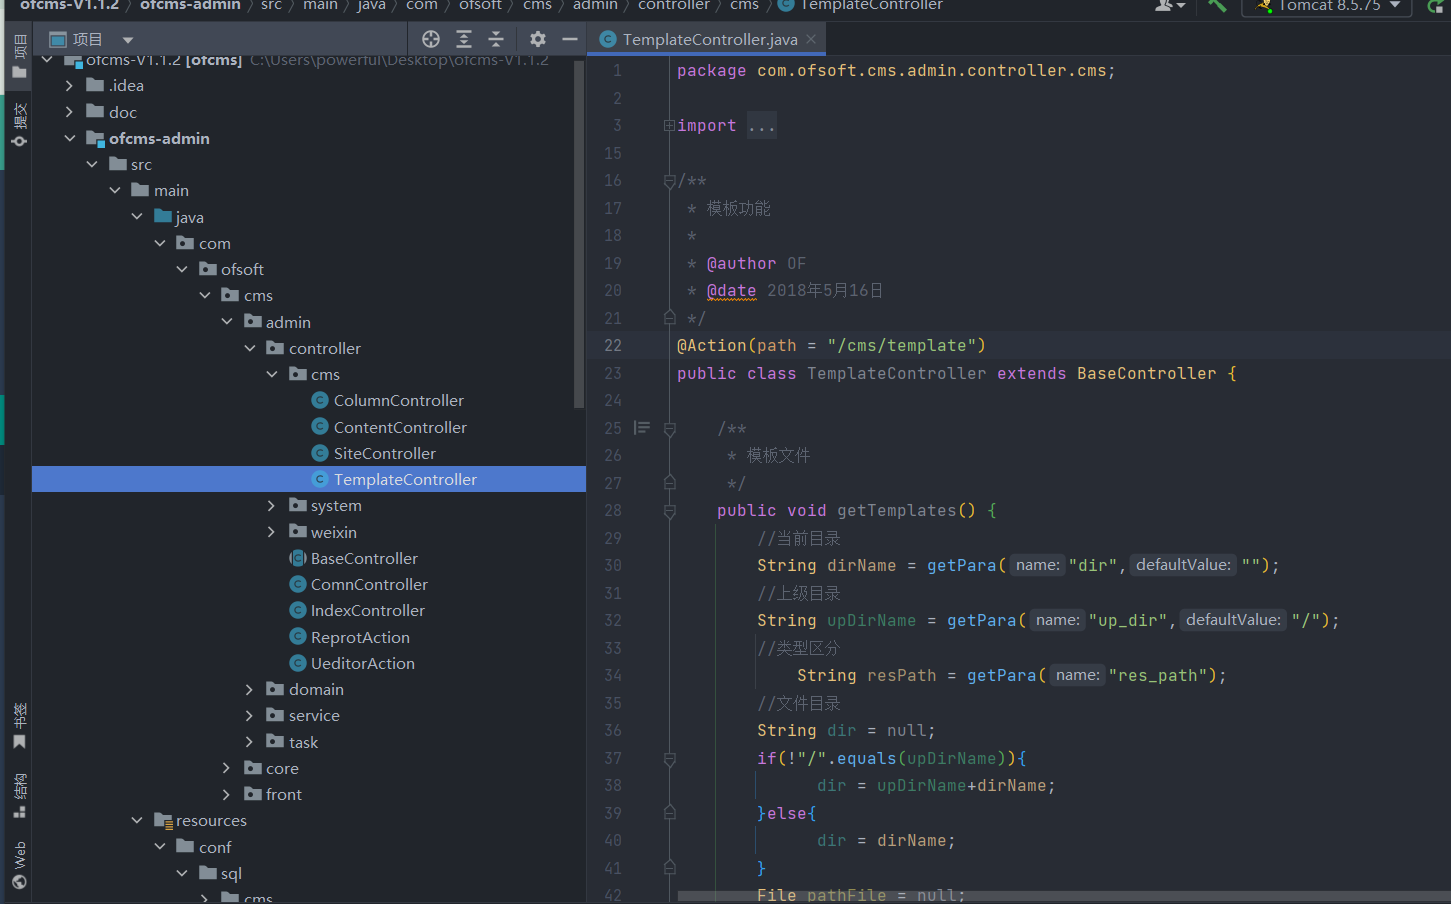 ofcms-V1.1.2 ofcms-admin src main java com ofsoft cms admin controller cms TemplateController Tomcat 8.5.75
项目
TemplateController.java
项目
提交
书签
结构
Web
ofcms-V1.1.2 [ofcms] C:\Users\powerful\Desktop\ofcms-V1.1.2
.idea
doc
ofcms-admin
src
main
java
com
ofsoft
cms
admin
controller
cms
ColumnController
ContentController
SiteController
TemplateController
system
weixin
BaseController
ComnController
IndexController
ReprotAction
UeditorAction
domain
service
task
core
front
resources
conf
sql
cms
1 package com.ofsoft.cms.admin.controller.cms;
2
3 import ...
15
16 /**
17 * 模板功能
18 *
19 * @author OF
20 * @date 2018年5月16日
21 */
22 @Action(path = "/cms/template")
23 public class TemplateController extends BaseController {
24
25 /**
26 * 模板文件
27 */
28 public void getTemplates() {
29 //当前目录
30 String dirName = getPara( name: "dir", defaultValue: "");
31 //上级目录
32 String upDirName = getPara( name: "up_dir", defaultValue: "/");
33 //类型区分
34 String resPath = getPara( name: "res_path");
35 //文件目录
36 String dir = null;
37 if(!"/".equals(upDirName)){
38 dir = upDirName+dirName;
39 }else{
40 dir = dirName;
41 }
42 File pathFile = null;